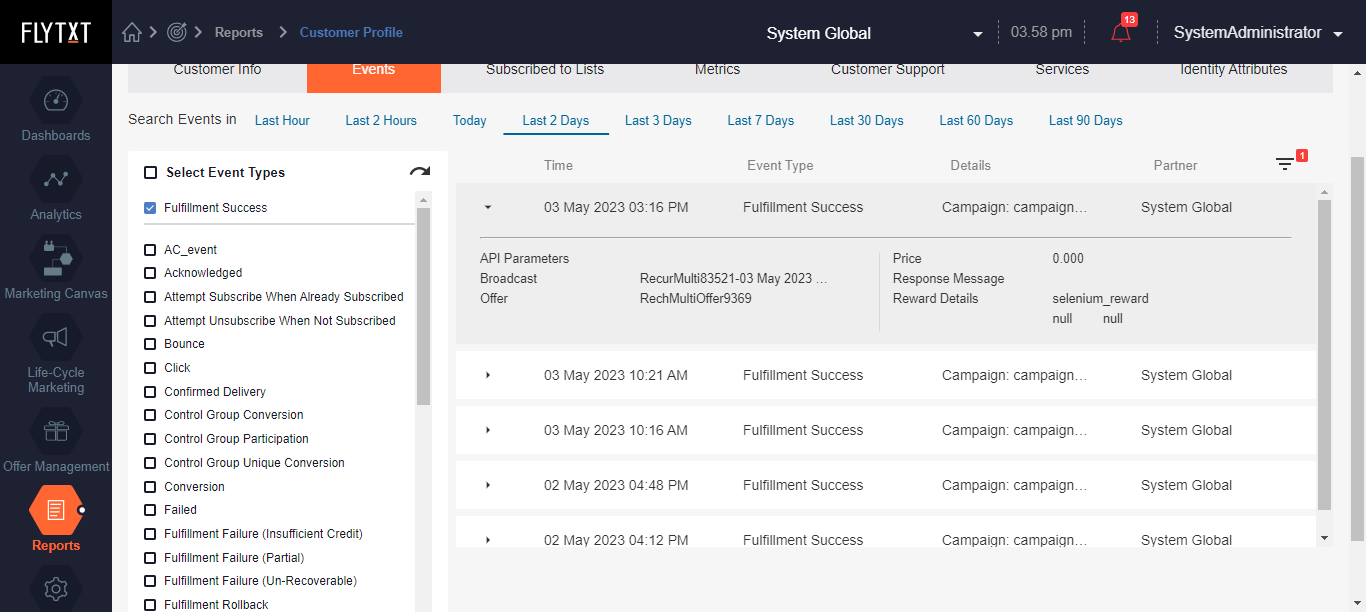 FLYTXT
Reports
Customer Profile
System Global
03.58 pm
13
SystemAdministrator
Customer Info
Events
Subscribed to Lists
Metrics
Customer Support
Services
Identity Attributes
Search Events in
Last Hour
Last 2 Hours
Today
Last 2 Days
Last 3 Days
Last 7 Days
Last 30 Days
Last 60 Days
Last 90 Days
Dashboards
Analytics
Marketing Canvas
Life-Cycle
Marketing
Offer Management
Reports
Select Event Types
Fulfillment Success
AC_event
Acknowledged
Attempt Subscribe When Already Subscribed
Attempt Unsubscribe When Not Subscribed
Bounce
Click
Confirmed Delivery
Control Group Conversion
Control Group Participation
Control Group Unique Conversion
Conversion
Failed
Fulfillment Failure (Insufficient Credit)
Fulfillment Failure (Partial)
Fulfillment Failure (Un-Recoverable)
Fulfillment Rollback
Time Event Type Details Partner
1
03 May 2023 03:16 PM Fulfillment Success Campaign: campaign… System Global
API Parameters
Broadcast RecurMulti83521-03 May 2023 …
Offer RechMultiOffer9369
Price 0.000
Response Message
Reward Details selenium_reward
null null
03 May 2023 10:21 AM Fulfillment Success Campaign: campaign… System Global
03 May 2023 10:16 AM Fulfillment Success Campaign: campaign… System Global
02 May 2023 04:48 PM Fulfillment Success Campaign: campaign… System Global
02 May 2023 04:12 PM Fulfillment Success Campaign: campaign… System Global